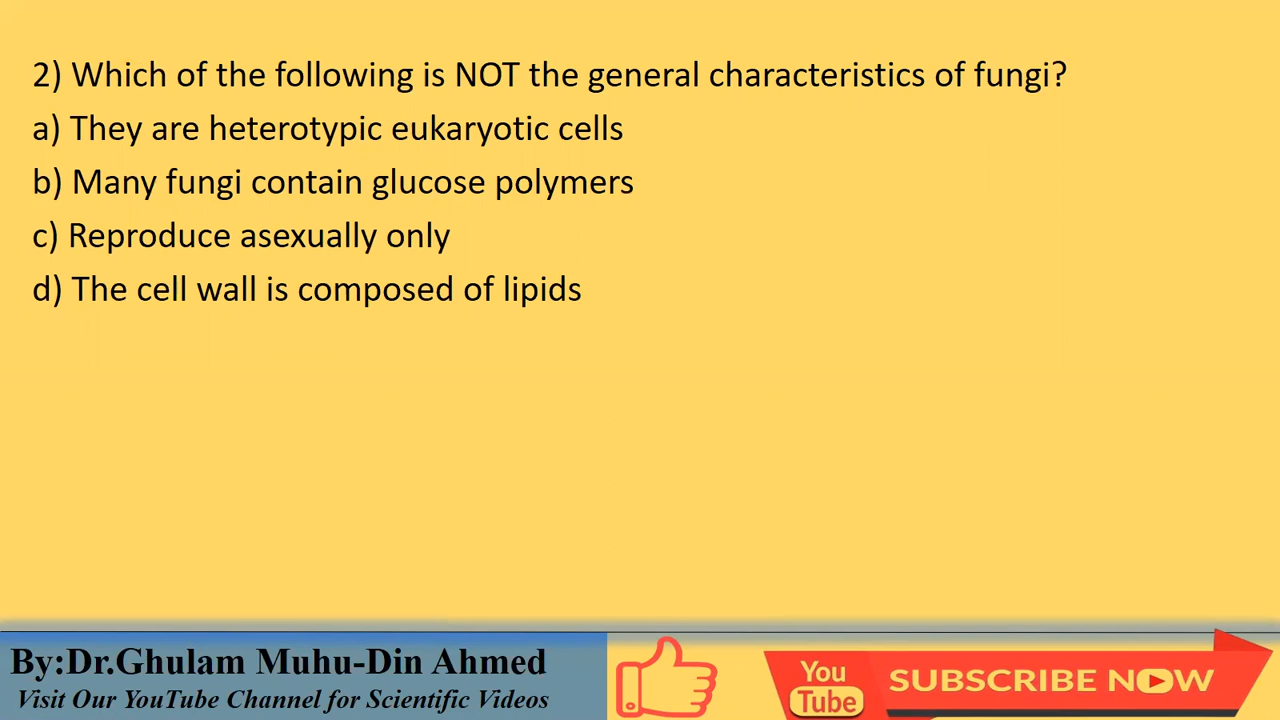 2) Which of the following is NOT the general characteristics of fungi?
a) They are heterotypic eukaryotic cells
b) Many fungi contain glucose polymers
c) Reproduce asexually only
d) The cell wall is composed of lipids
By:Dr.Ghulam Muhu-Din Ahmed
Visit Our YouTube Channel for Scientific Videos
You
Tube
SUBSCRIBE NOW